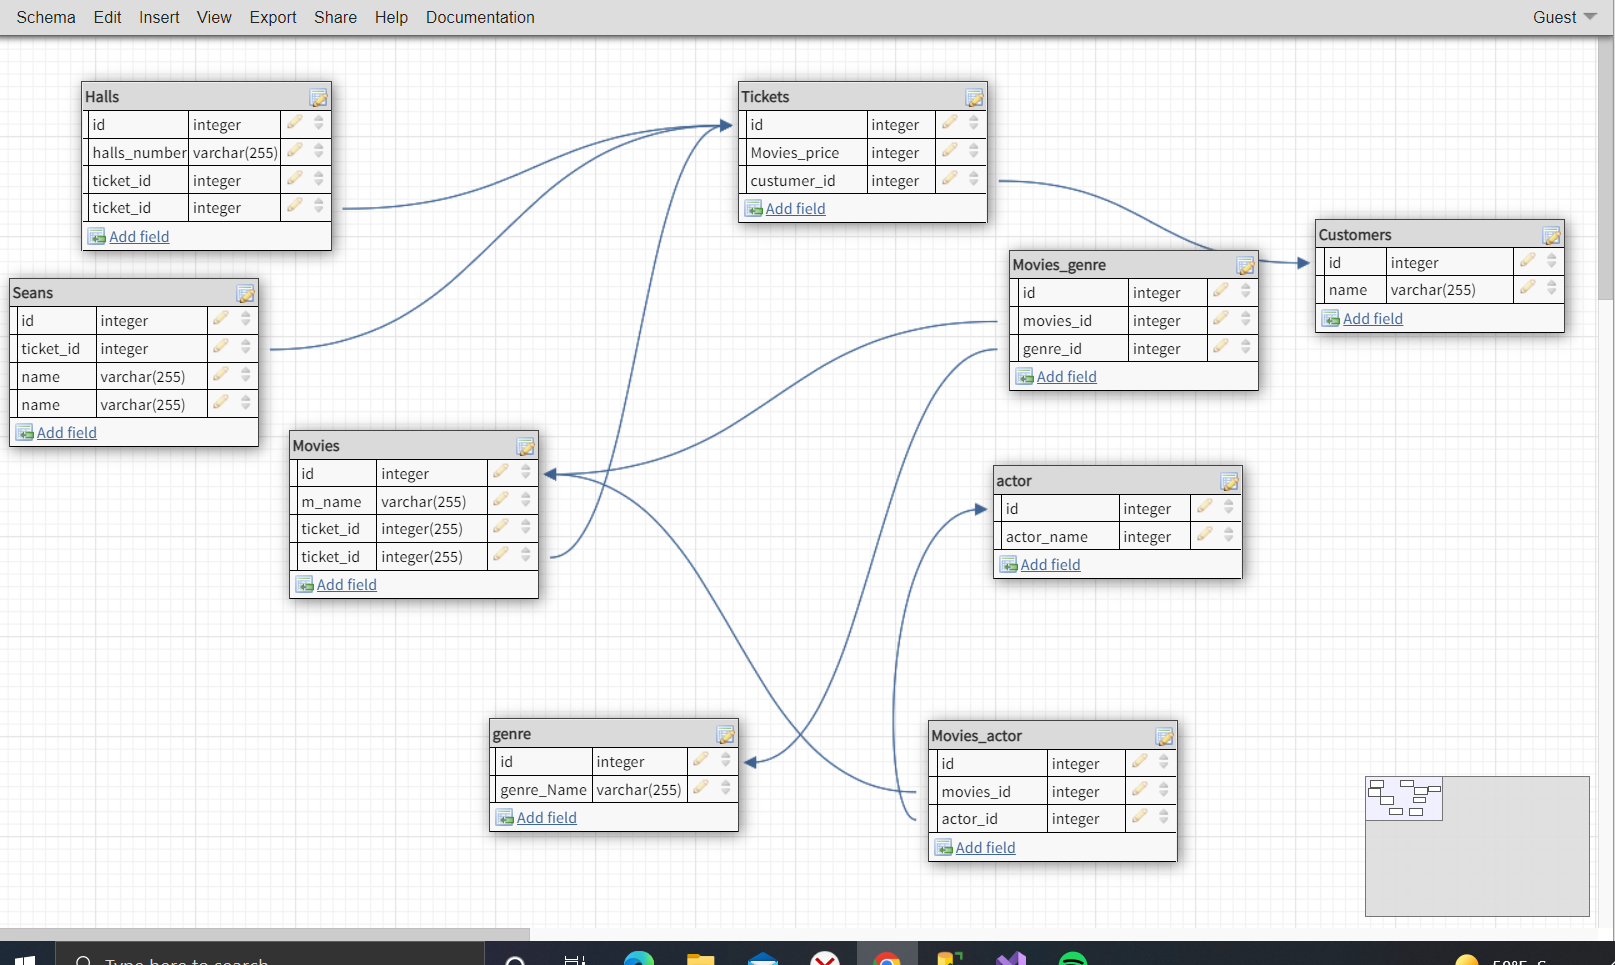 Schema Edit Insert View Export Share Help Documentation Guest
Halls
id integer
halls_number varchar(255)
ticket_id integer
ticket_id integer
Add field
Tickets
id integer
Movies_price integer
custumer_id integer
Add field
Customers
id integer
name varchar(255)
Add field
Movies_genre
id integer
movies_id integer
genre_id integer
Add field
Seans
id integer
ticket_id integer
name varchar(255)
name varchar(255)
Add field
Movies
id integer
m_name varchar(255)
ticket_id integer(255)
ticket_id integer(255)
Add field
actor
id integer
actor_name integer
Add field
genre
id integer
genre_Name varchar(255)
Add field
Movies_actor
id integer
movies_id integer
actor_id integer
Add field
Type here to search